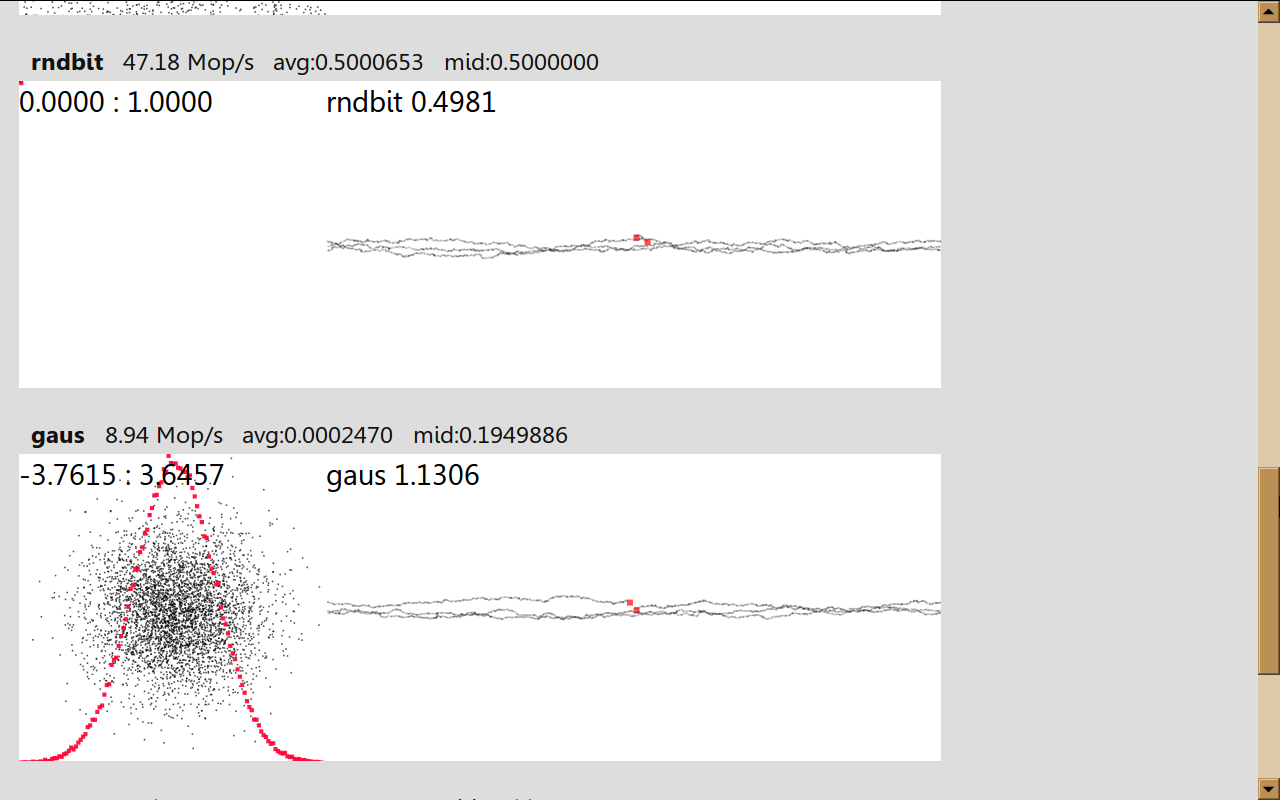 rndbit 47.18 Mop/s avg:0.5000653 mid:0.5000000
0.0000 : 1.0000 rndbit 0.4981
gaus 8.94 Mop/s avg:0.0002470 mid:0.1949886
-3.7615 : 3.6457 gaus 1.1306